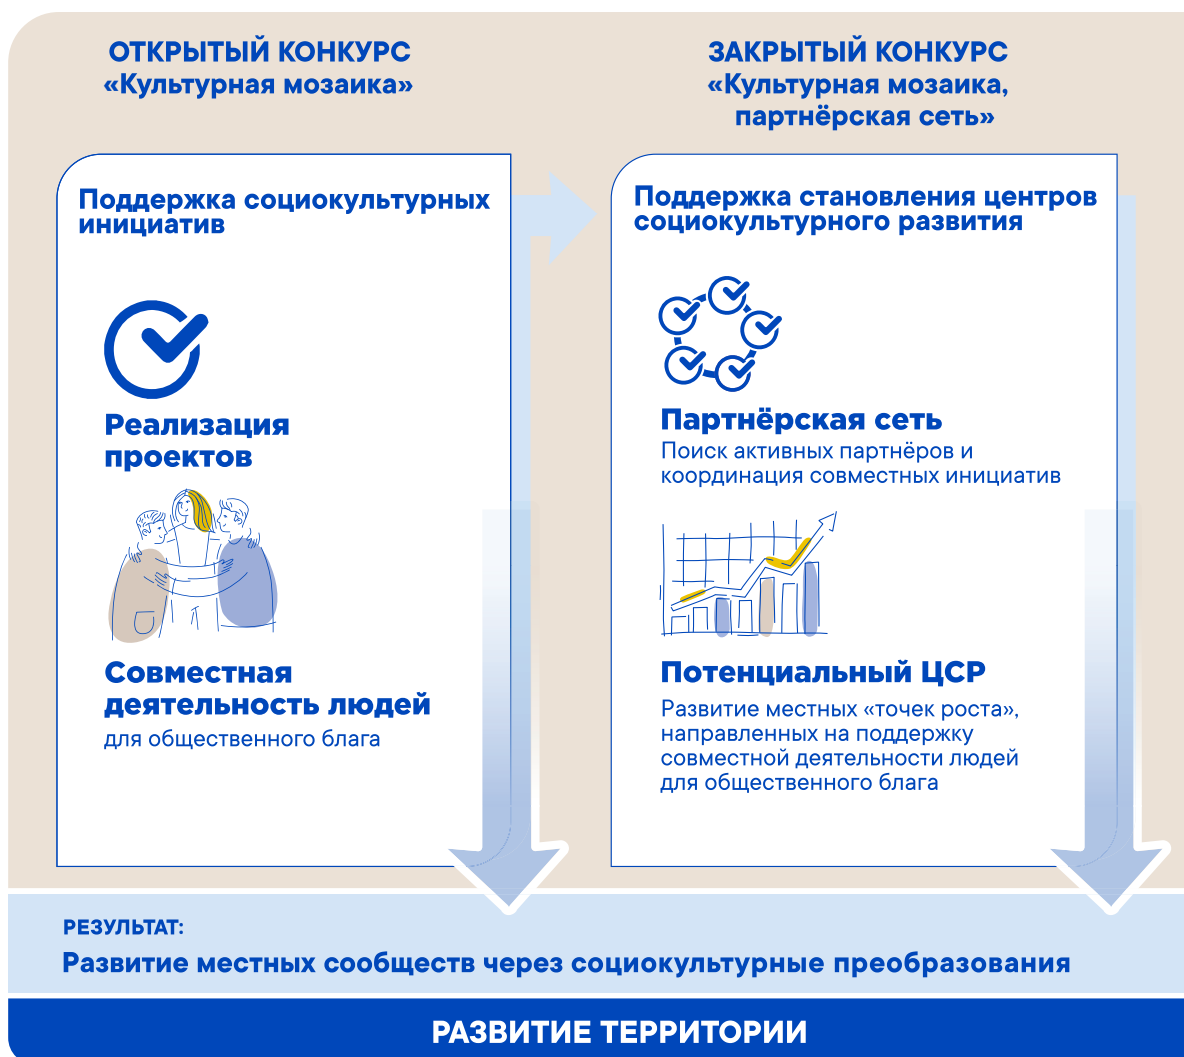 ОТКРЫТЫЙ КОНКУРС
«Культурная мозаика»
Поддержка социокультурных
инициатив
Реализация
проектов
Совместная
деятельность людей
для общественного блага
ЗАКРЫТЫЙ КОНКУРС
«Культурная мозаика,
партнёрская сеть»
Поддержка становления центров
социокультурного развития
Партнёрская сеть
Поиск активных партнёров и
координация совместных инициатив
Потенциальный ЦСР
Развитие местных «точек роста»,
направленных на поддержку
совместной деятельности людей
для общественного блага
РЕЗУЛЬТАТ:
Развитие местных сообществ через социокультурные преобразования
РАЗВИТИЕ ТЕРРИТОРИИ